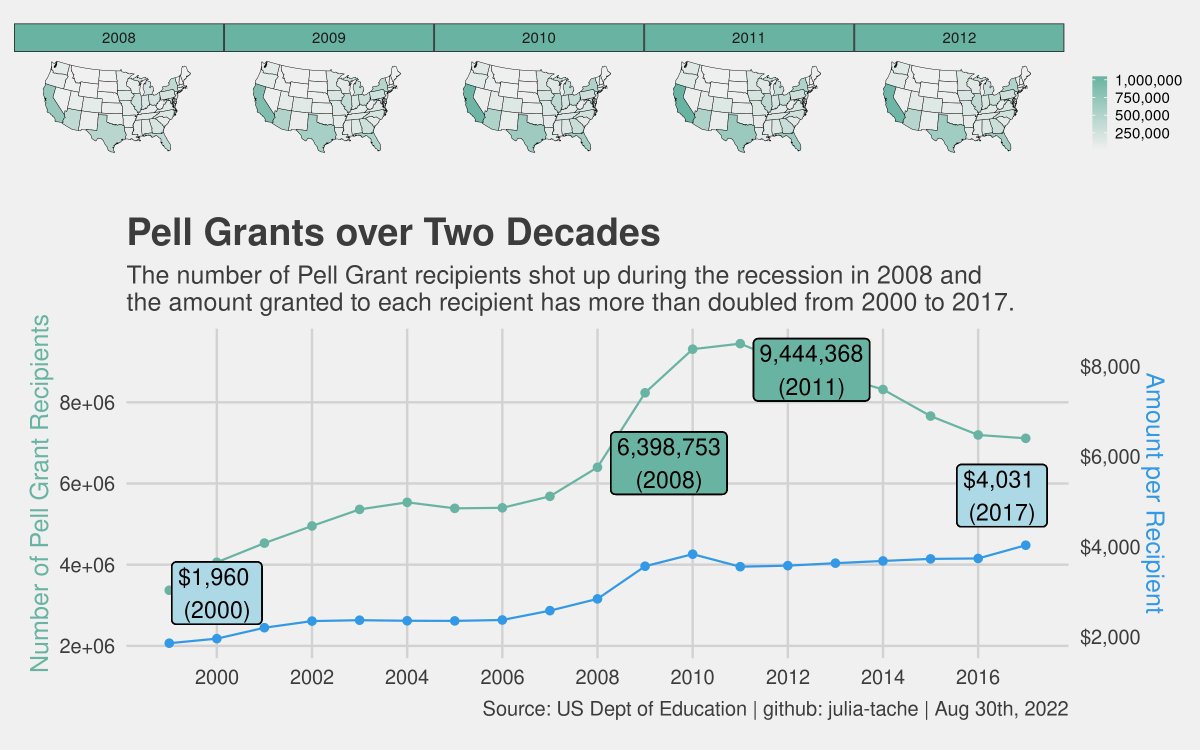 2008 2009 2010 2011 2012
1,000,000
750,000
500,000
250,000
Pell Grants over Two Decades
The number of Pell Grant recipients shot up during the recession in 2008 and
the amount granted to each recipient has more than doubled from 2000 to 2017.
Number of Pell Grant Recipients
8e+06
6e+06
4e+06
2e+06
$1,960
(2000)
6,398,753
(2008)
9,444,368
(2011)
$4,031
(2017)
$8,000
$6,000
$4,000
$2,000
Amount per Recipient
2000 2002 2004 2006 2008 2010 2012 2014 2016
Source: US Dept of Education | github: julia-tache | Aug 30th, 2022